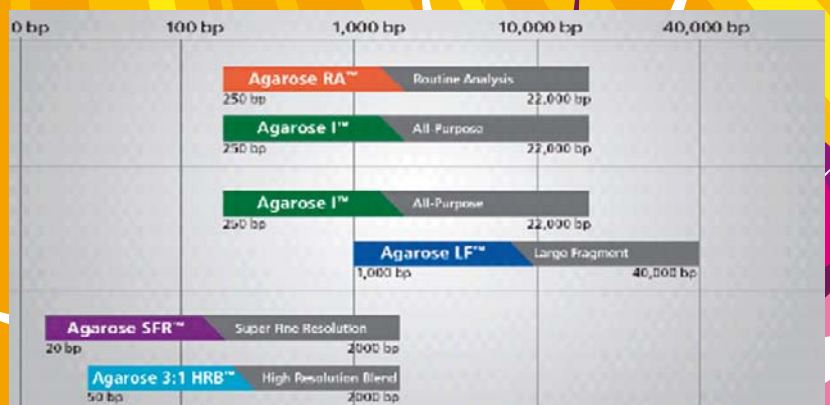 0 bp 100 bp 1,000 bp 10,000 bp 40,000 bp
Agarose RA™ Routine Analysis
250 bp 22,000 bp
Agarose I™ All-Purpose
250 bp 22,000 bp
Agarose I™ All-Purpose
250 bp 22,000 bp
Agarose LF™ Large Fragment
1,000 bp 40,000 bp
Agarose SFR™ Super Fine Resolution
20 bp 2000 bp
Agarose 3:1 HRB™ High Resolution Blend
50 bp 2000 bp